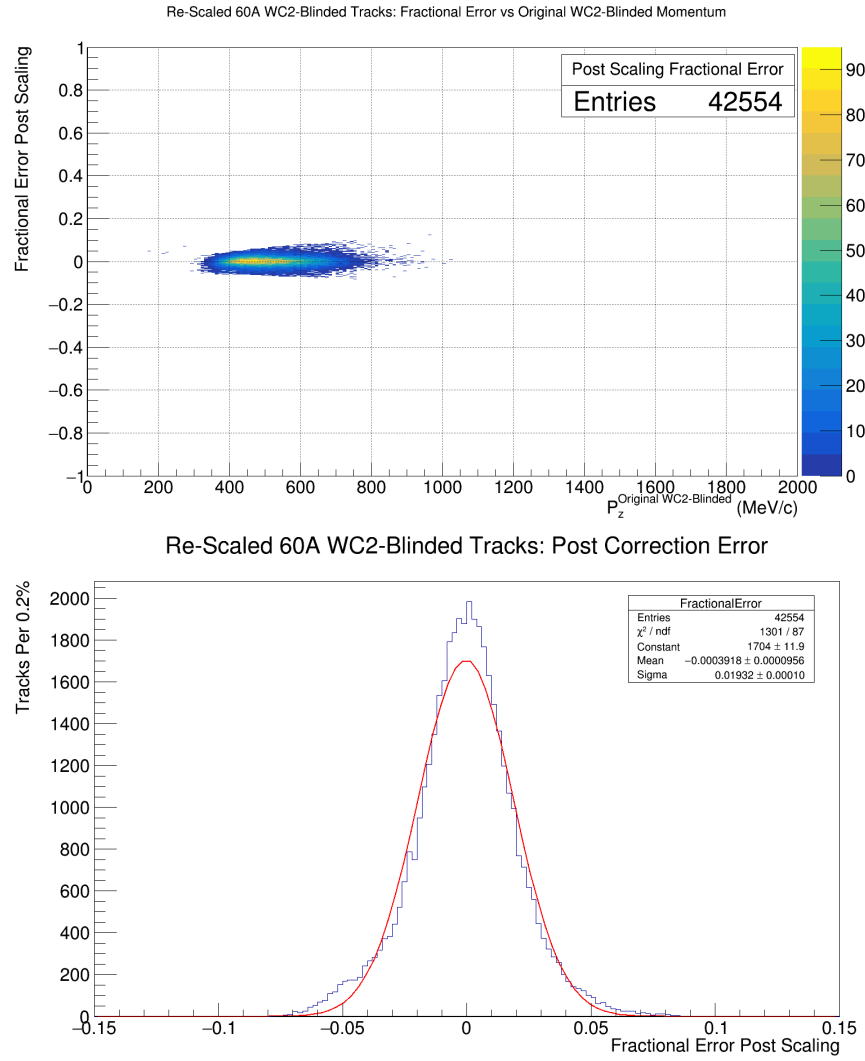 Re-Scaled 60A WC2-Blinded Tracks: Fractional Error vs Original WC2-Blinded Momentum
Fractional Error Post Scaling
1
0.8
0.6
0.4
0.2
0
−0.2
−0.4
−0.6
−0.8
−1
Post Scaling Fractional Error
Entries 42554
90
80
70
60
50
40
30
20
10
0
0 200 400 600 800 1000 1200 1400 1600 1800 2000
P_z^Original WC2-Blinded (MeV/c)
Re-Scaled 60A WC2-Blinded Tracks: Post Correction Error
Tracks Per 0.2%
2000
1800
1600
1400
1200
1000
800
600
400
200
0
FractionalError
Entries 42554
χ² / ndf 1301 / 87
Constant 1704 ± 11.9
Mean −0.0003918 ± 0.0000956
Sigma 0.01932 ± 0.00010
−0.15 −0.1 −0.05 0 0.05 0.1 0.15
Fractional Error Post Scaling